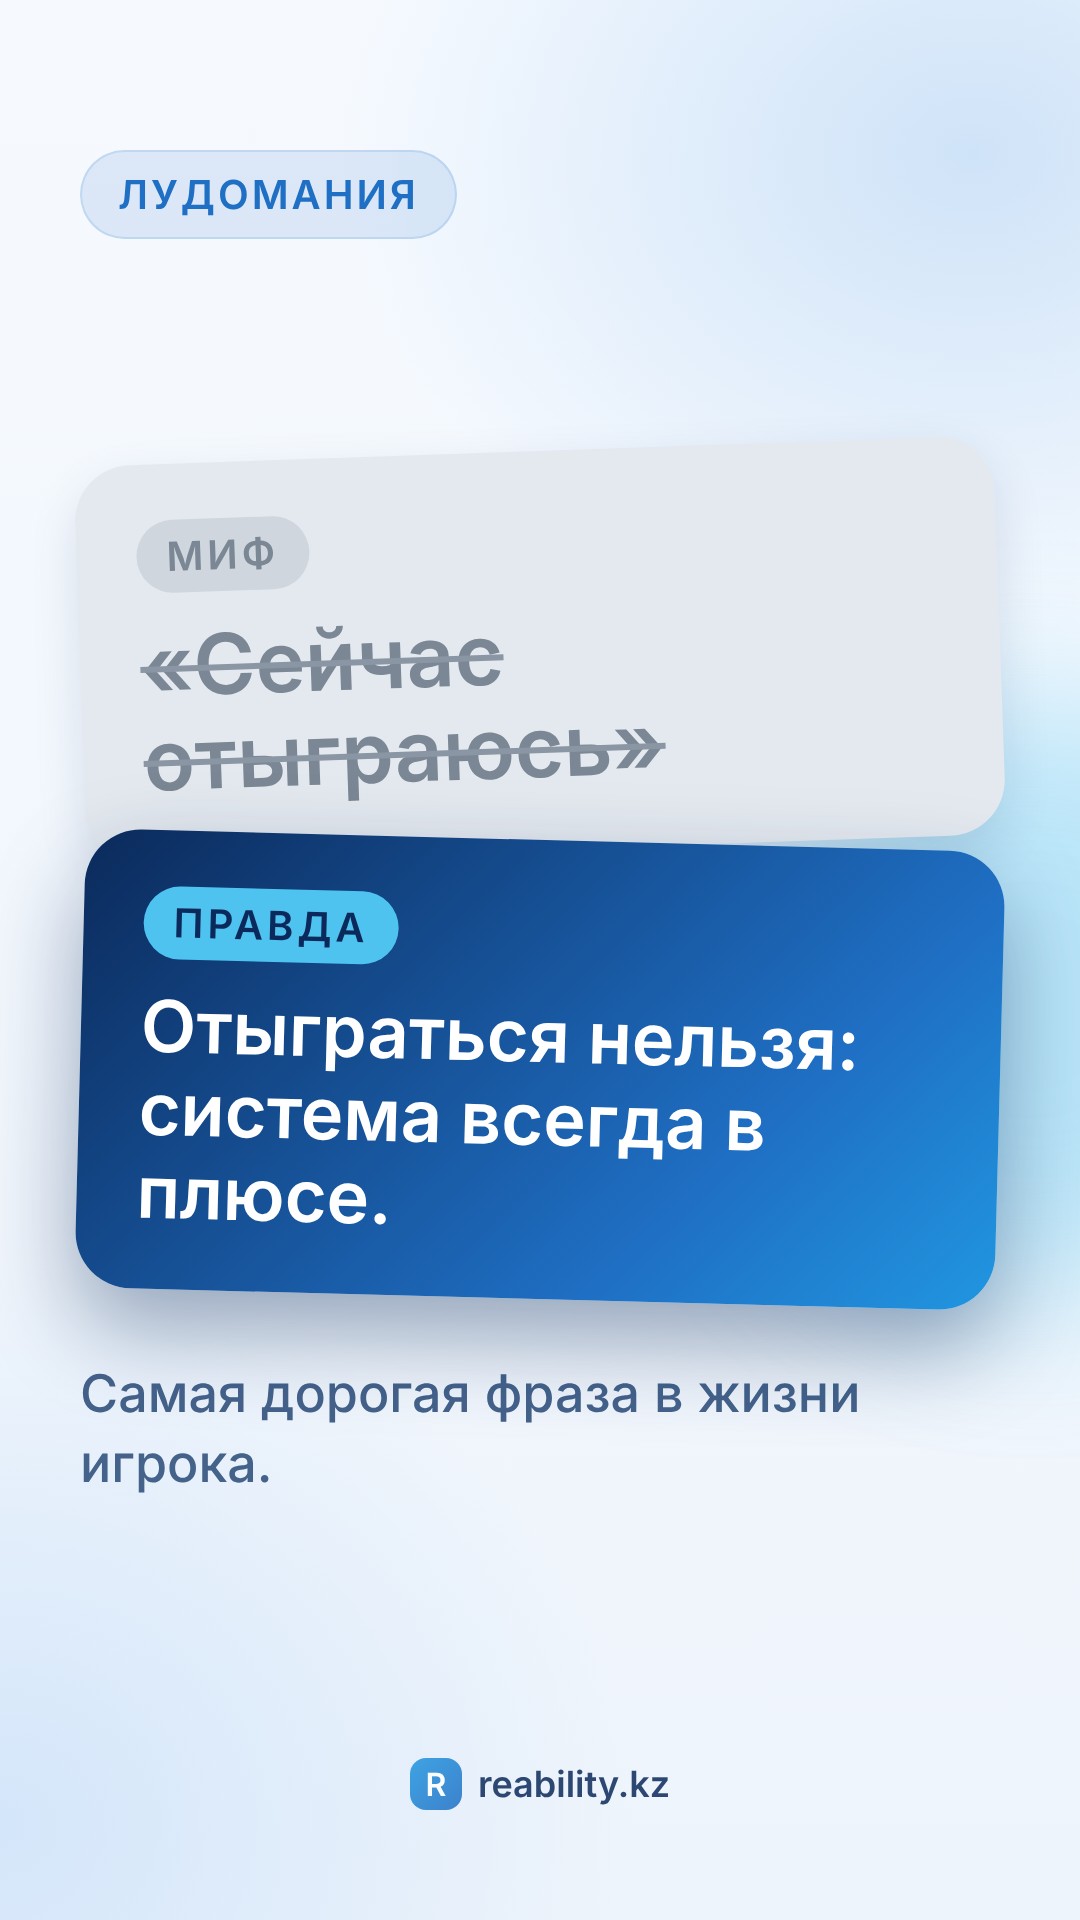 ЛУДОМАНИЯ
МИФ
«Сейчас
отыграюсь»
ПРАВДА
Отыграться нельзя:
система всегда в
плюсе.
Самая дорогая фраза в жизни
игрока.
R reability.kz